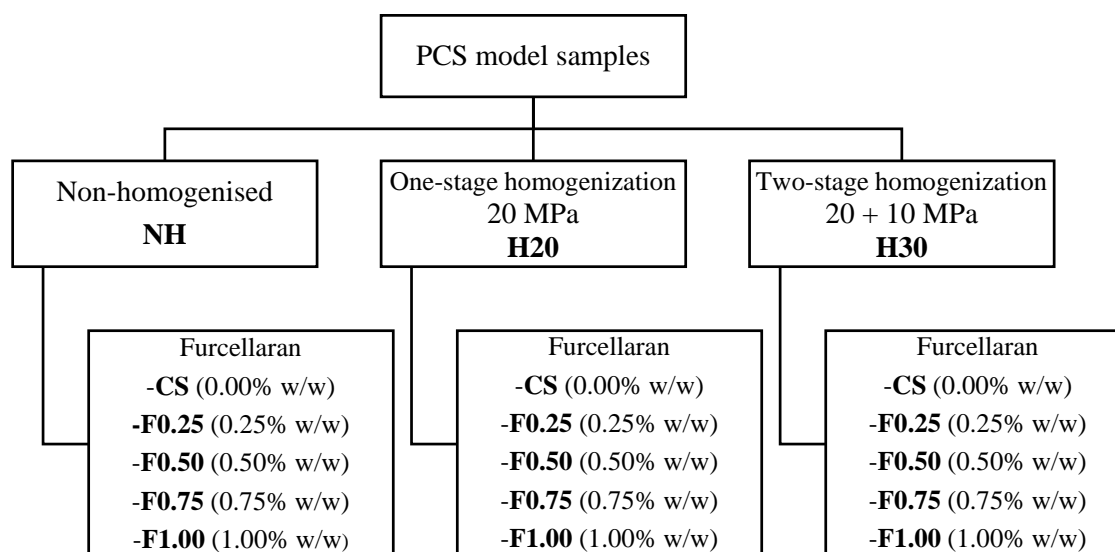 PCS model samples
Non-homogenised
NH
One-stage homogenization
20 MPa
H20
Two-stage homogenization
20 + 10 MPa
H30
Furcellaran
-CS (0.00% w/w)
-F0.25 (0.25% w/w)
-F0.50 (0.50% w/w)
-F0.75 (0.75% w/w)
-F1.00 (1.00% w/w)
Furcellaran
-CS (0.00% w/w)
-F0.25 (0.25% w/w)
-F0.50 (0.50% w/w)
-F0.75 (0.75% w/w)
-F1.00 (1.00% w/w)
Furcellaran
-CS (0.00% w/w)
-F0.25 (0.25% w/w)
-F0.50 (0.50% w/w)
-F0.75 (0.75% w/w)
-F1.00 (1.00% w/w)